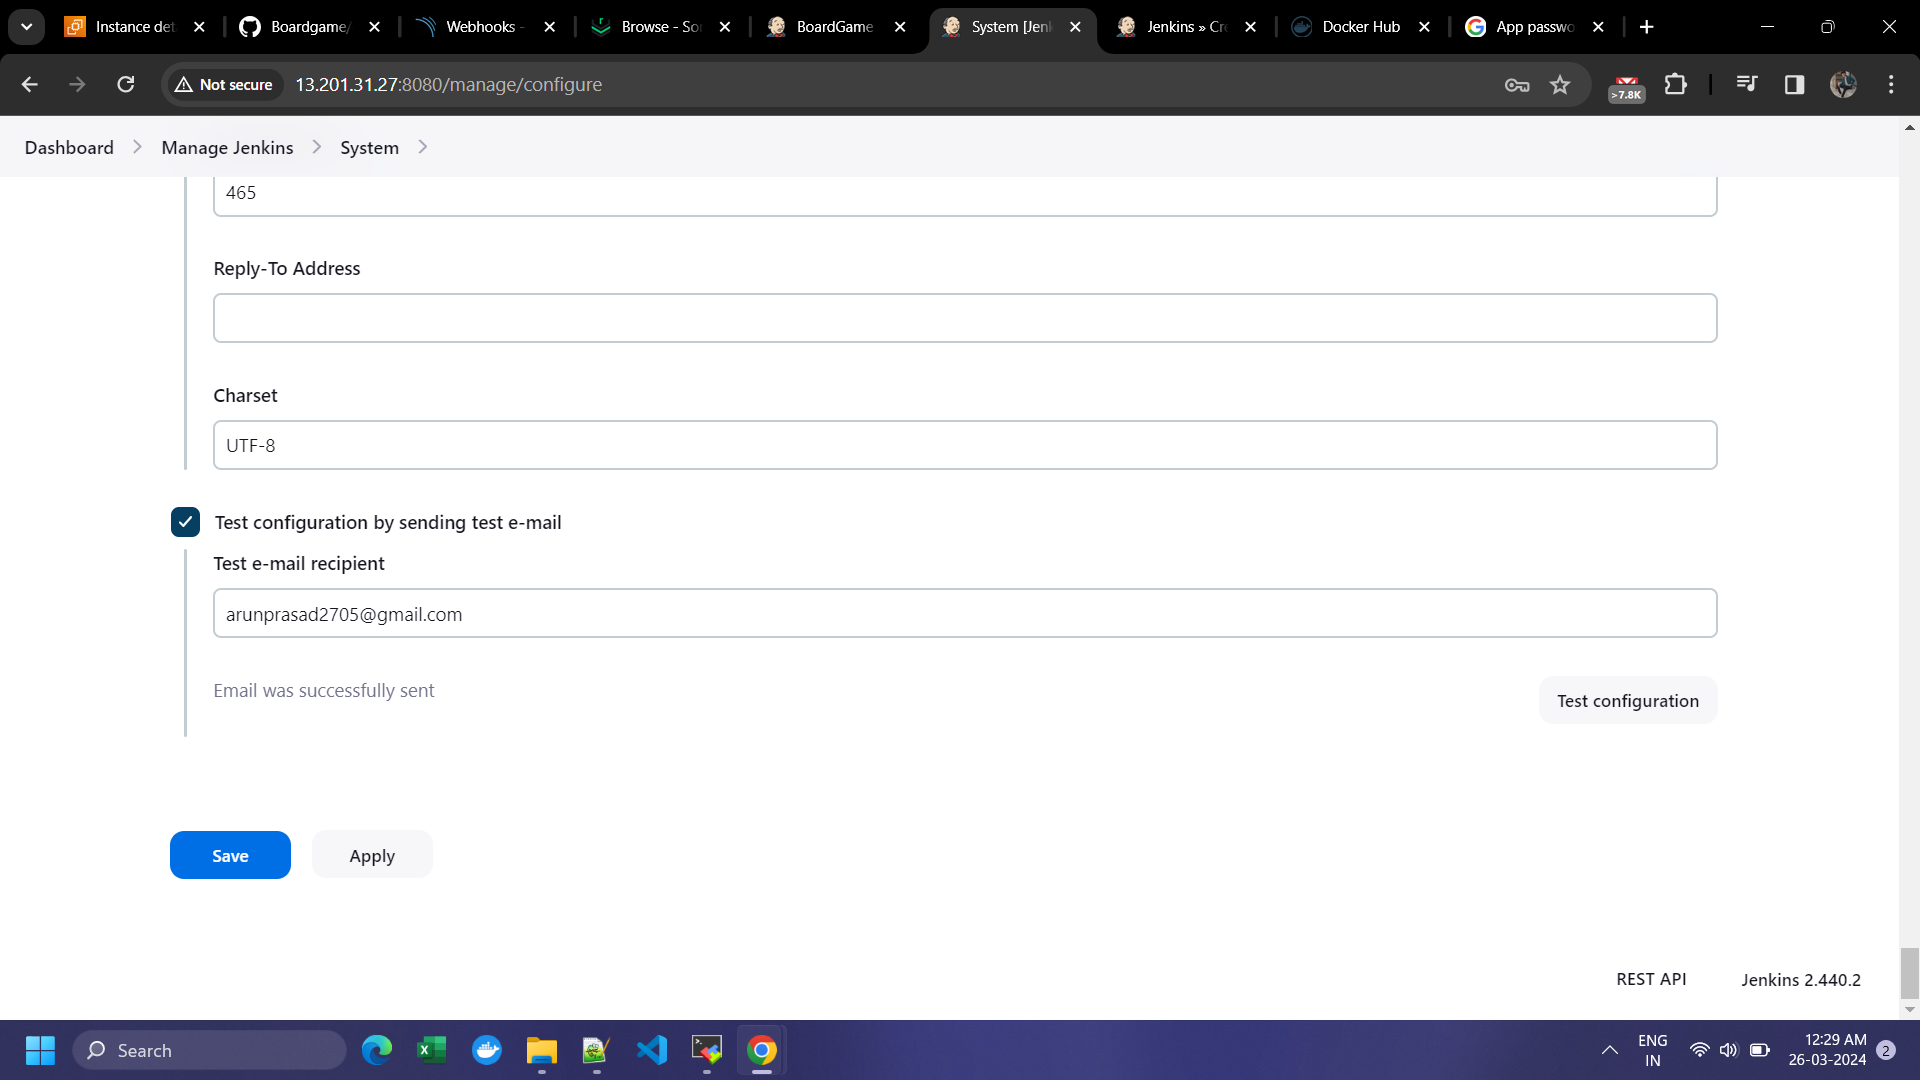 Instance det
Boardgame/
Webhooks -
Browse - So
BoardGame
System [Jenk
Jenkins » Cre
Docker Hub
App passwo
Not secure
13.201.31.27:8080/manage/configure
>7.8K
Dashboard
Manage Jenkins
System
465
Reply-To Address
Charset
UTF-8
Test configuration by sending test e-mail
Test e-mail recipient
arunprasad2705@gmail.com
Email was successfully sent
Test configuration
Save
Apply
REST API
Jenkins 2.440.2
Search
ENG
IN
12:29 AM
26-03-2024
2